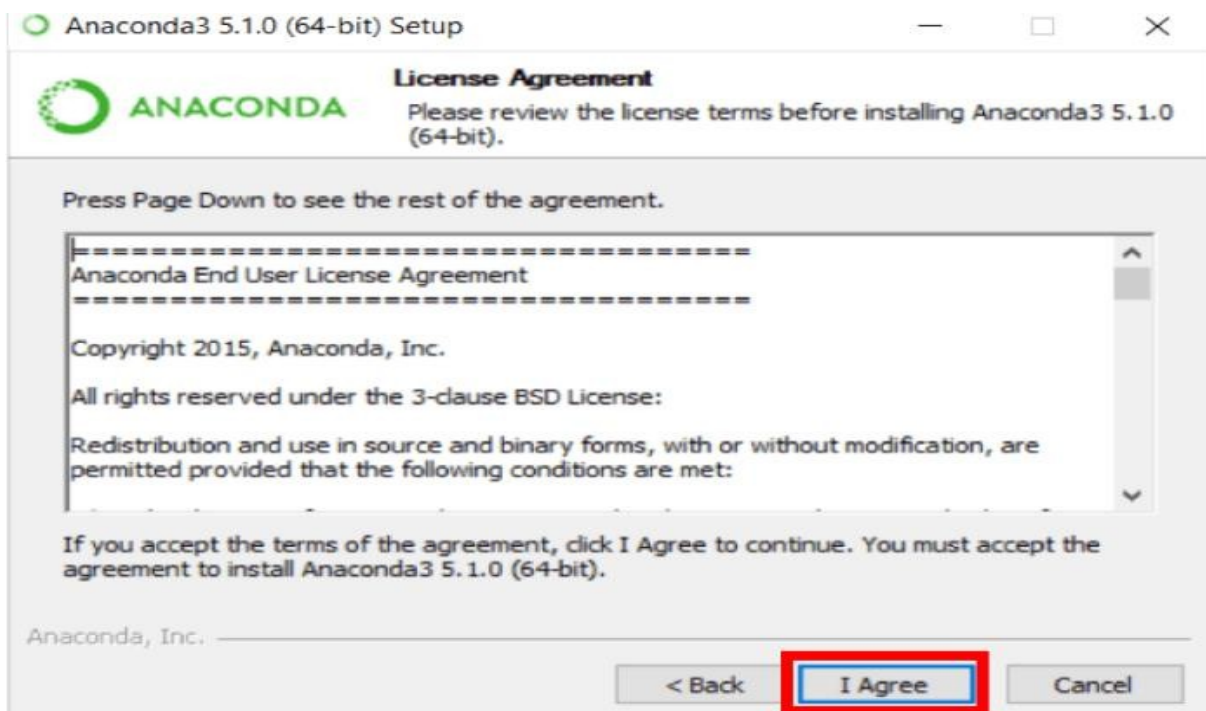 Anaconda3 5.1.0 (64-bit) Setup
ANACONDA
License Agreement
Please review the license terms before installing Anaconda3 5.1.0
(64-bit).
Press Page Down to see the rest of the agreement.
===================================
Anaconda End User License Agreement
===================================
Copyright 2015, Anaconda, Inc.
All rights reserved under the 3-clause BSD License:
Redistribution and use in source and binary forms, with or without modification, are
permitted provided that the following conditions are met:
If you accept the terms of the agreement, click I Agree to continue. You must accept the
agreement to install Anaconda3 5.1.0 (64-bit).
Anaconda, Inc.
< Back
I Agree
Cancel